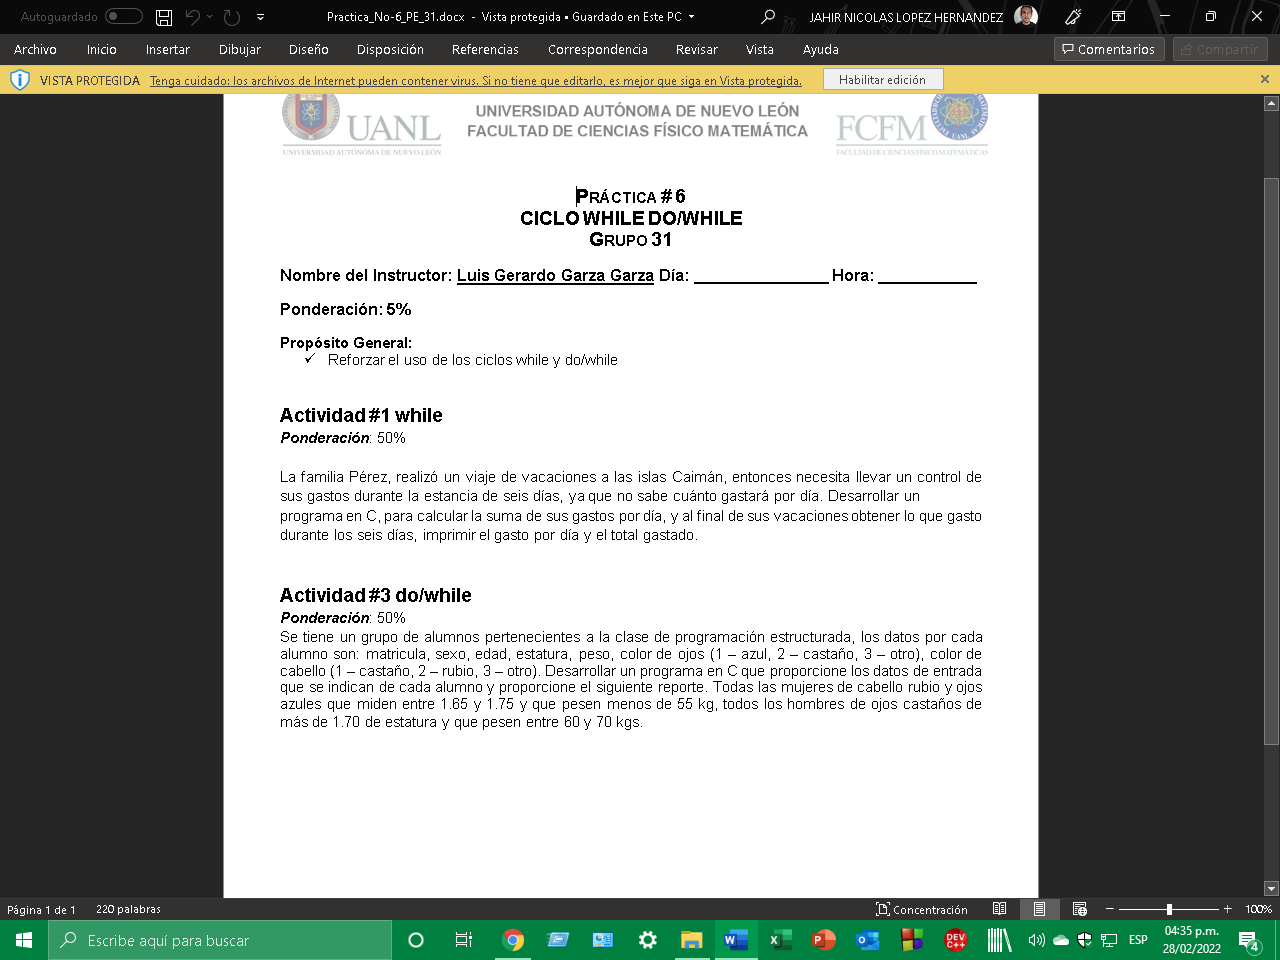 Autoguardado
Practica_No-6_PE_31.docx - Vista protegida • Guardado en Este PC
JAHIR NICOLAS LOPEZ HERNANDEZ
Archivo Inicio Insertar Dibujar Diseño Disposición Referencias Correspondencia Revisar Vista Ayuda Comentarios Compartir
VISTA PROTEGIDA Tenga cuidado: los archivos de Internet pueden contener virus. Si no tiene que editarlo, es mejor que siga en Vista protegida. Habilitar edición
UANL
UNIVERSIDAD AUTÓNOMA DE NUEVO LEÓN
UNIVERSIDAD AUTÓNOMA DE NUEVO LEÓN
FACULTAD DE CIENCIAS FÍSICO MATEMÁTICA
FCFM
FACULTAD DE CIENCIAS FÍSICO MATEMÁTICAS
PRÁCTICA # 6
CICLO WHILE DO/WHILE
GRUPO 31
Nombre del Instructor: Luis Gerardo Garza Garza Día: _______________ Hora: ___________
Ponderación: 5%
Propósito General:
✓ Reforzar el uso de los ciclos while y do/while
Actividad #1 while
Ponderación: 50%
La familia Pérez, realizó un viaje de vacaciones a las islas Caimán, entonces necesita llevar un control de
sus gastos durante la estancia de seis días, ya que no sabe cuánto gastará por día. Desarrollar un
programa en C, para calcular la suma de sus gastos por día, y al final de sus vacaciones obtener lo que gasto
durante los seis días, imprimir el gasto por día y el total gastado.
Actividad #3 do/while
Ponderación: 50%
Se tiene un grupo de alumnos pertenecientes a la clase de programación estructurada, los datos por cada
alumno son: matricula, sexo, edad, estatura, peso, color de ojos (1 – azul, 2 – castaño, 3 – otro), color de
cabello (1 – castaño, 2 – rubio, 3 – otro). Desarrollar un programa en C que proporcione los datos de entrada
que se indican de cada alumno y proporcione el siguiente reporte. Todas las mujeres de cabello rubio y ojos
azules que miden entre 1.65 y 1.75 y que pesen menos de 55 kg, todos los hombres de ojos castaños de
más de 1.70 de estatura y que pesen entre 60 y 70 kgs.
Página 1 de 1 220 palabras Concentración 100%
Escribe aquí para buscar
DEV C++
ESP
04:35 p.m.
28/02/2022
4